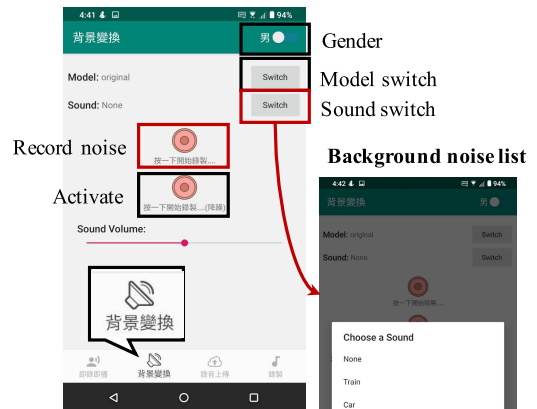 4:41
94%
背景變換
男
Gender
Model: original
Switch
Model switch
Sound: None
Switch
Sound switch
Record noise
按一下開始錄製....
Activate
按一下開始錄製....(降躁)
Sound Volume:
背景變換
即錄即播
背景變換
錄音上傳
錄製
Background noise list
4:42
94%
背景變換
男
Model: original
Switch
Sound: None
Switch
按一下開始錄製....
Choose a Sound
None
Train
Car